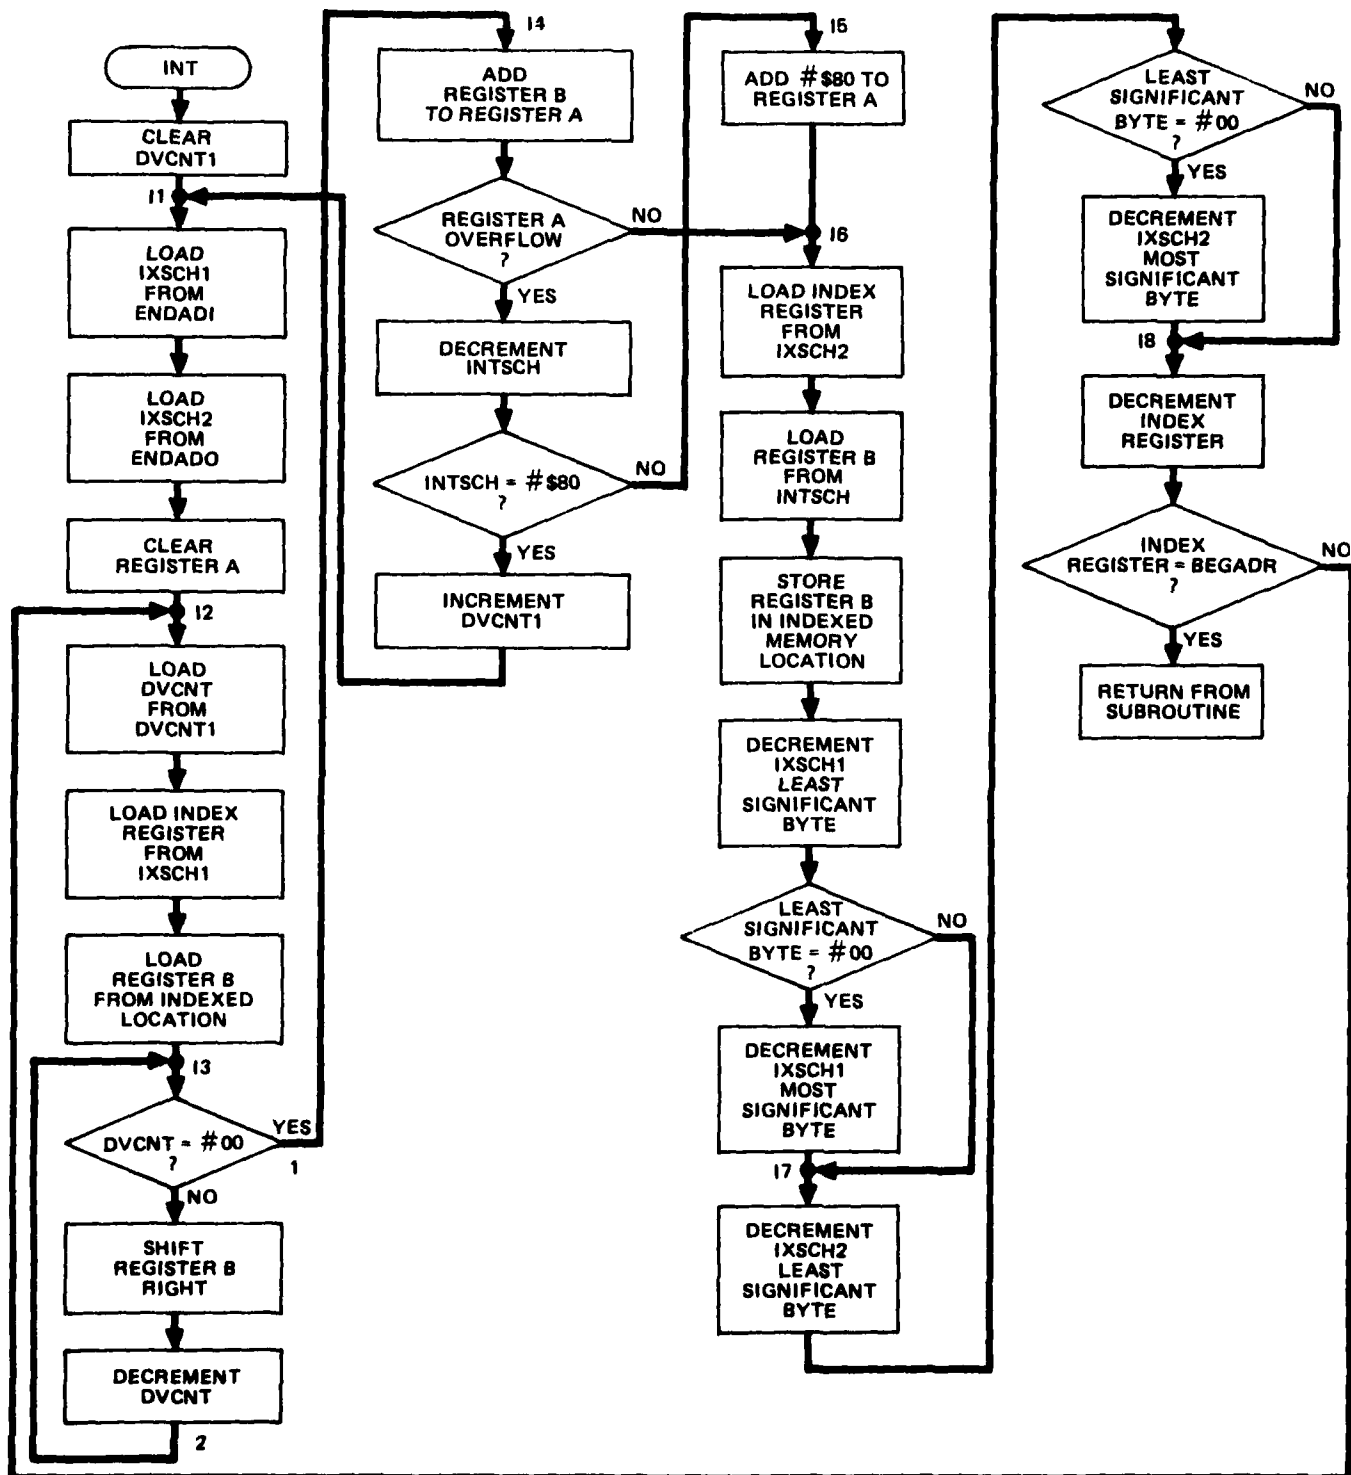 INT
CLEAR
DVCNT1
I1
LOAD
IXSCH1
FROM
ENDADI
LOAD
IXSCH2
FROM
ENDADO
CLEAR
REGISTER A
I2
LOAD
DVCNT
FROM
DVCNT1
LOAD INDEX
REGISTER
FROM
IXSCH1
LOAD
REGISTER B
FROM INDEXED
LOCATION
I3
DVCNT = #00
?
YES
1
NO
SHIFT
REGISTER B
RIGHT
DECREMENT
DVCNT
2
I4
ADD
REGISTER B
TO REGISTER A
REGISTER A
OVERFLOW
?
NO
YES
DECREMENT
INTSCH
INTSCH = #$80
?
NO
YES
INCREMENT
DVCNT1
I5
ADD #$80 TO
REGISTER A
I6
LOAD INDEX
REGISTER
FROM
IXSCH2
LOAD
REGISTER B
FROM
INTSCH
STORE
REGISTER B
IN INDEXED
MEMORY
LOCATION
DECREMENT
IXSCH1
LEAST
SIGNIFICANT
BYTE
LEAST
SIGNIFICANT
BYTE = #00
?
NO
YES
DECREMENT
IXSCH1
MOST
SIGNIFICANT
BYTE
I7
DECREMENT
IXSCH2
LEAST
SIGNIFICANT
BYTE
LEAST
SIGNIFICANT
BYTE = #00
?
NO
YES
DECREMENT
IXSCH2
MOST
SIGNIFICANT
BYTE
I8
DECREMENT
INDEX
REGISTER
INDEX
REGISTER = BEGADR
?
NO
YES
RETURN FROM
SUBROUTINE